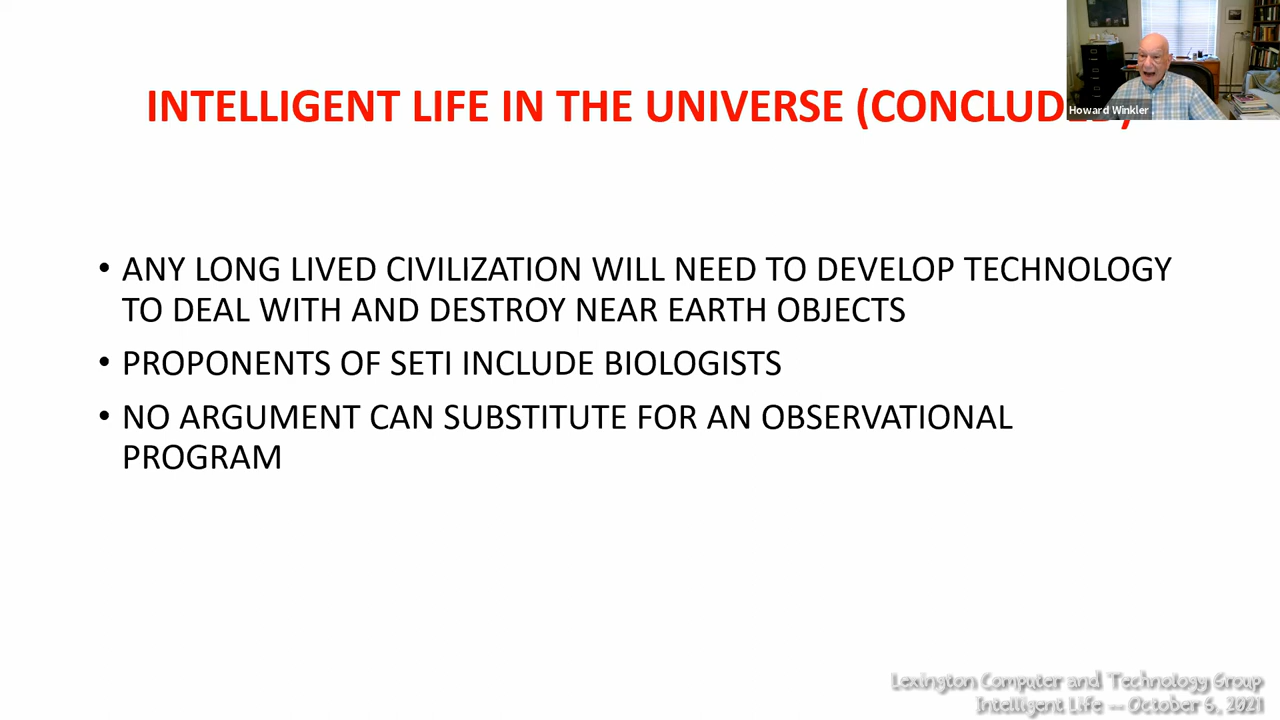 INTELLIGENT LIFE IN THE UNIVERSE (CONCLUDED)
Howard Winkler
• ANY LONG LIVED CIVILIZATION WILL NEED TO DEVELOP TECHNOLOGY
TO DEAL WITH AND DESTROY NEAR EARTH OBJECTS
• PROPONENTS OF SETI INCLUDE BIOLOGISTS
• NO ARGUMENT CAN SUBSTITUTE FOR AN OBSERVATIONAL
PROGRAM
Lexington Computer and Technology Group
Intelligent Life -- October 6, 2021